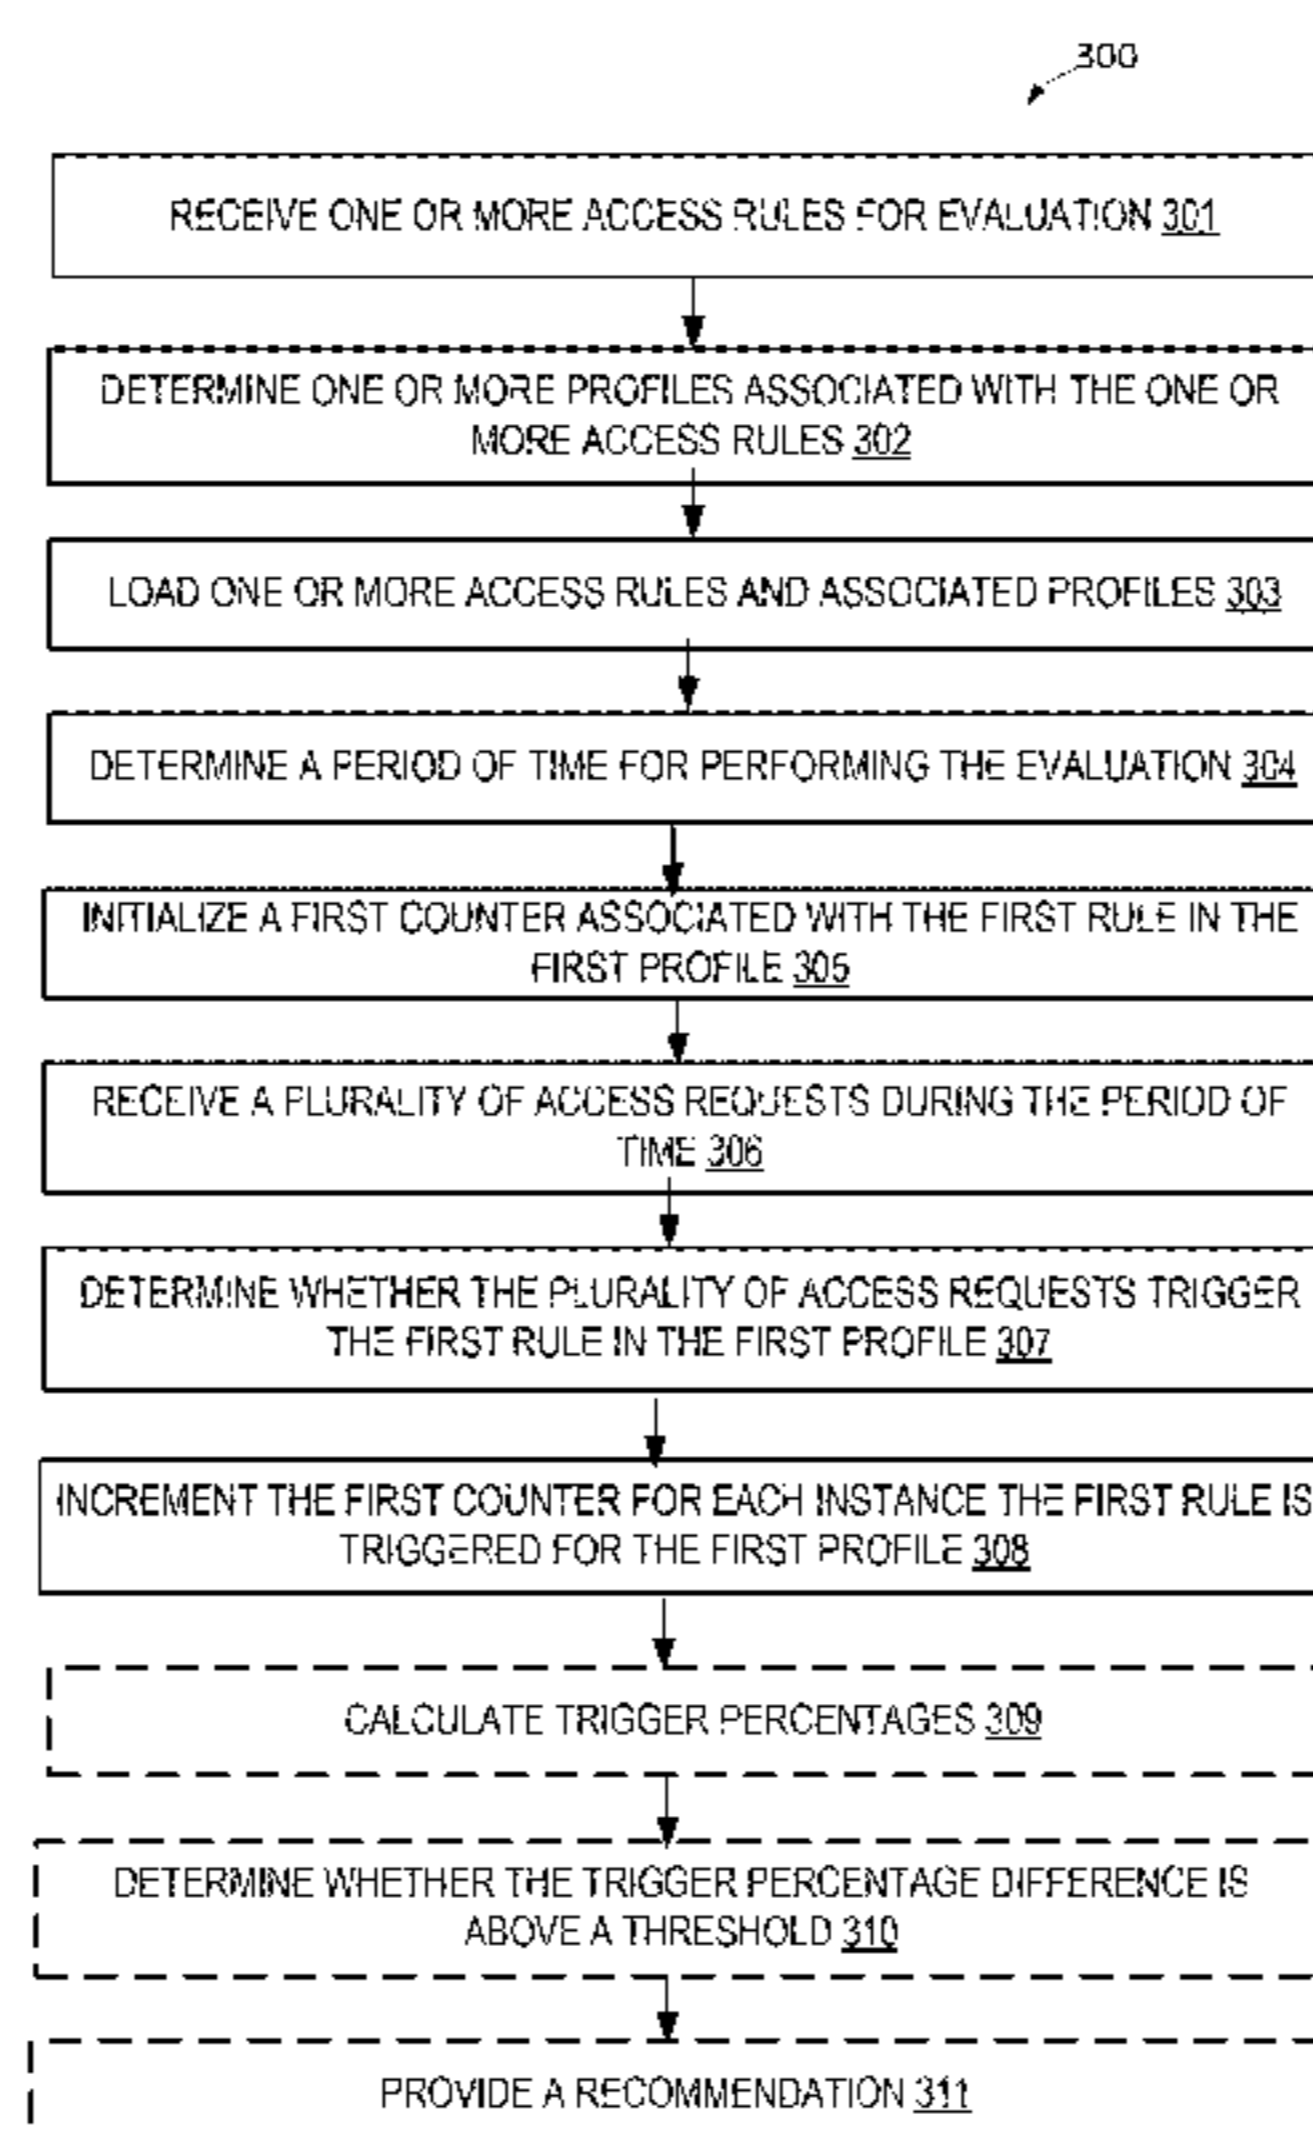 300
RECEIVE ONE OR MORE ACCESS RULES FOR EVALUATION 301
DETERMINE ONE OR MORE PROFILES ASSOCIATED WITH THE ONE OR
MORE ACCESS RULES 302
LOAD ONE OR MORE ACCESS RULES AND ASSOCIATED PROFILES 303
DETERMINE A PERIOD OF TIME FOR PERFORMING THE EVALUATION 304
INITIALIZE A FIRST COUNTER ASSOCIATED WITH THE FIRST RULE IN THE
FIRST PROFILE 305
RECEIVE A PLURALITY OF ACCESS REQUESTS DURING THE PERIOD OF
TIME 306
DETERMINE WHETHER THE PLURALITY OF ACCESS REQUESTS TRIGGER
THE FIRST RULE IN THE FIRST PROFILE 307
INCREMENT THE FIRST COUNTER FOR EACH INSTANCE THE FIRST RULE IS
TRIGGERED FOR THE FIRST PROFILE 308
CALCULATE TRIGGER PERCENTAGES 309
DETERMINE WHETHER THE TRIGGER PERCENTAGE DIFFERENCE IS
ABOVE A THRESHOLD 310
PROVIDE A RECOMMENDATION 311